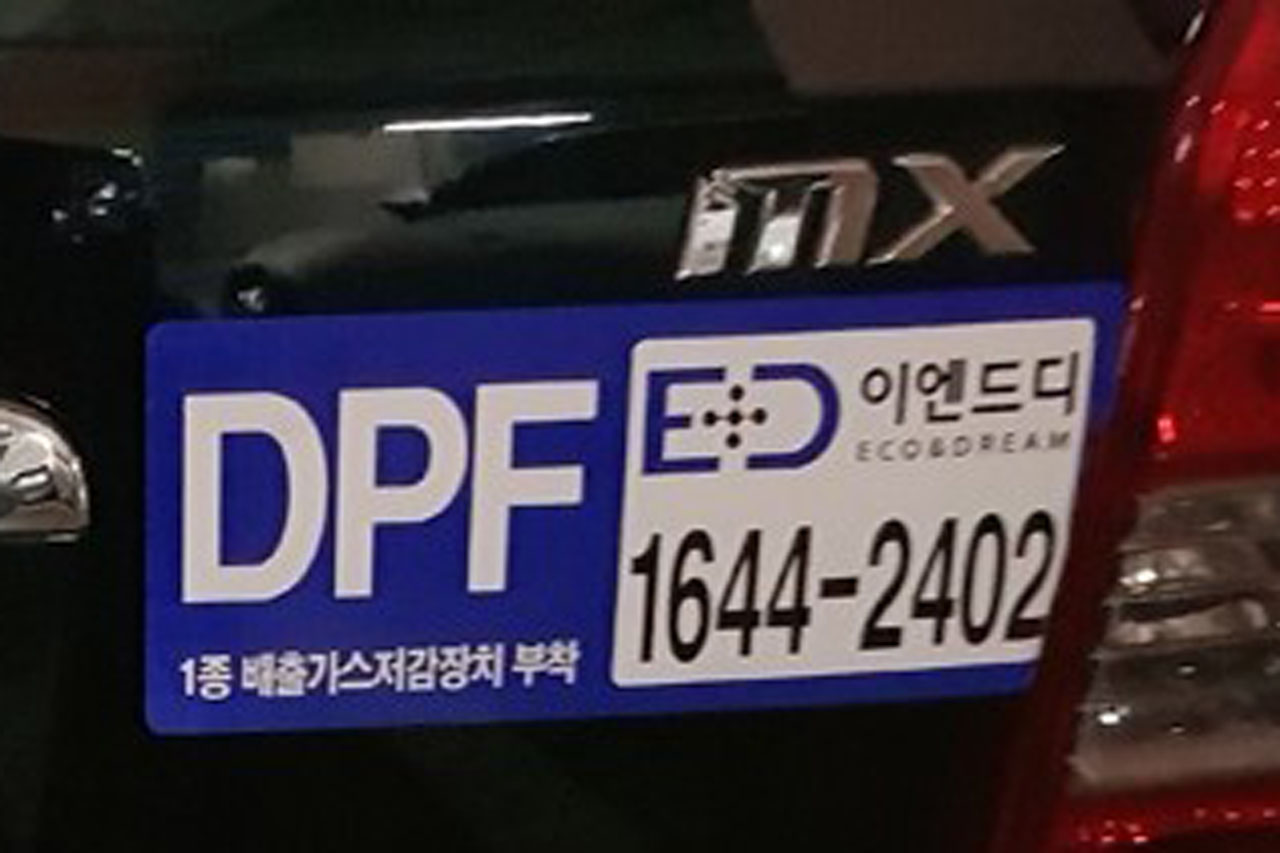 mx
DPF
1종 배출가스저감장치 부착
ED 이엔드디
ECO&DREAM
1644-2402